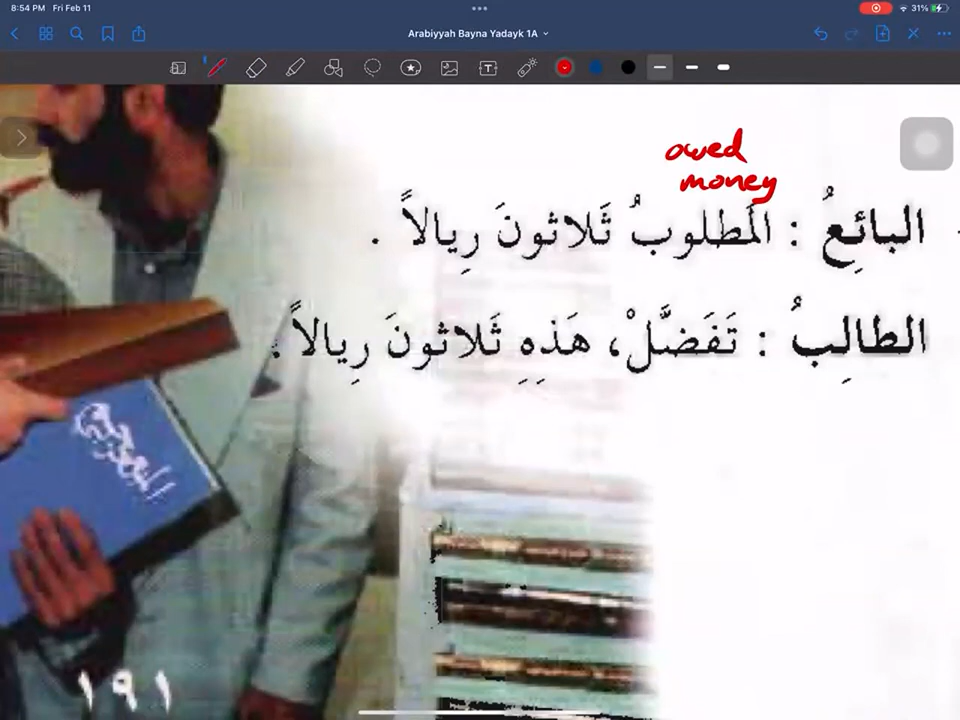 8:54 PM Fri Feb 11
31%
Arabiyyah Bayna Yadayk 1A
owed
money
البائِعُ : المَطلوبُ ثَلاثونَ رِيالاً .
الطالِبُ : تَفَضَّلْ، هَذِهِ ثَلاثونَ رِيالاً .
المعجم
العربي
١٩١